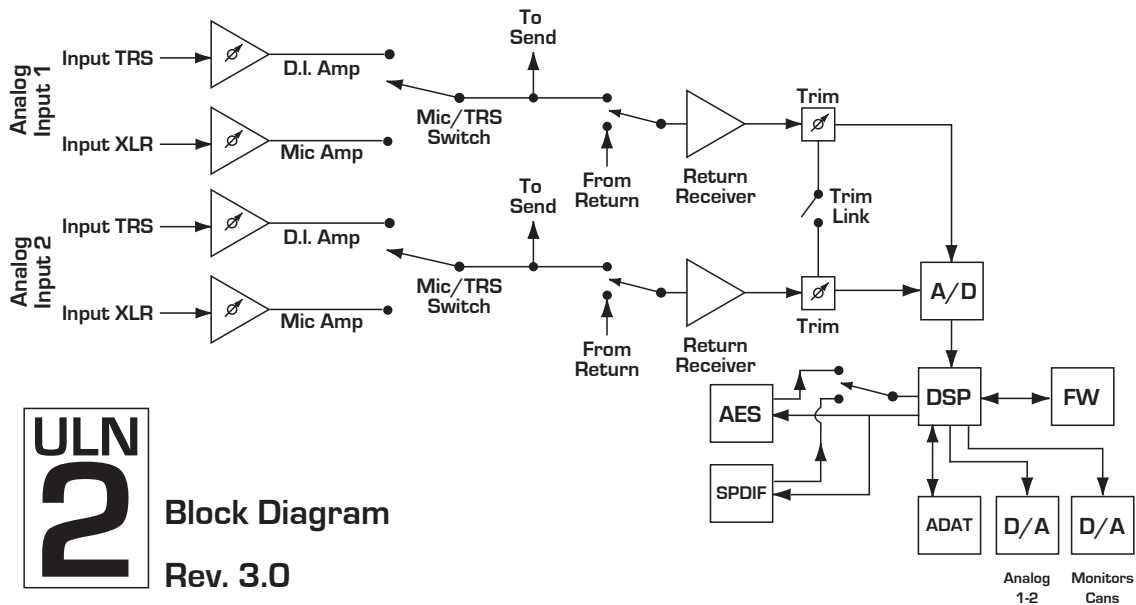 Analog
Input 1
Input TRS
D.I. Amp
Input XLR
Mic Amp
Mic/TRS
Switch
To
Send
From
Return
Return
Receiver
Trim
Trim
Link
Analog
Input 2
Input TRS
D.I. Amp
Input XLR
Mic Amp
Mic/TRS
Switch
To
Send
From
Return
Return
Receiver
Trim
A/D
AES
SPDIF
DSP
FW
ADAT
D/A
D/A
Analog
1-2
Monitors
Cans
ULN
2
Block Diagram
Rev. 3.0